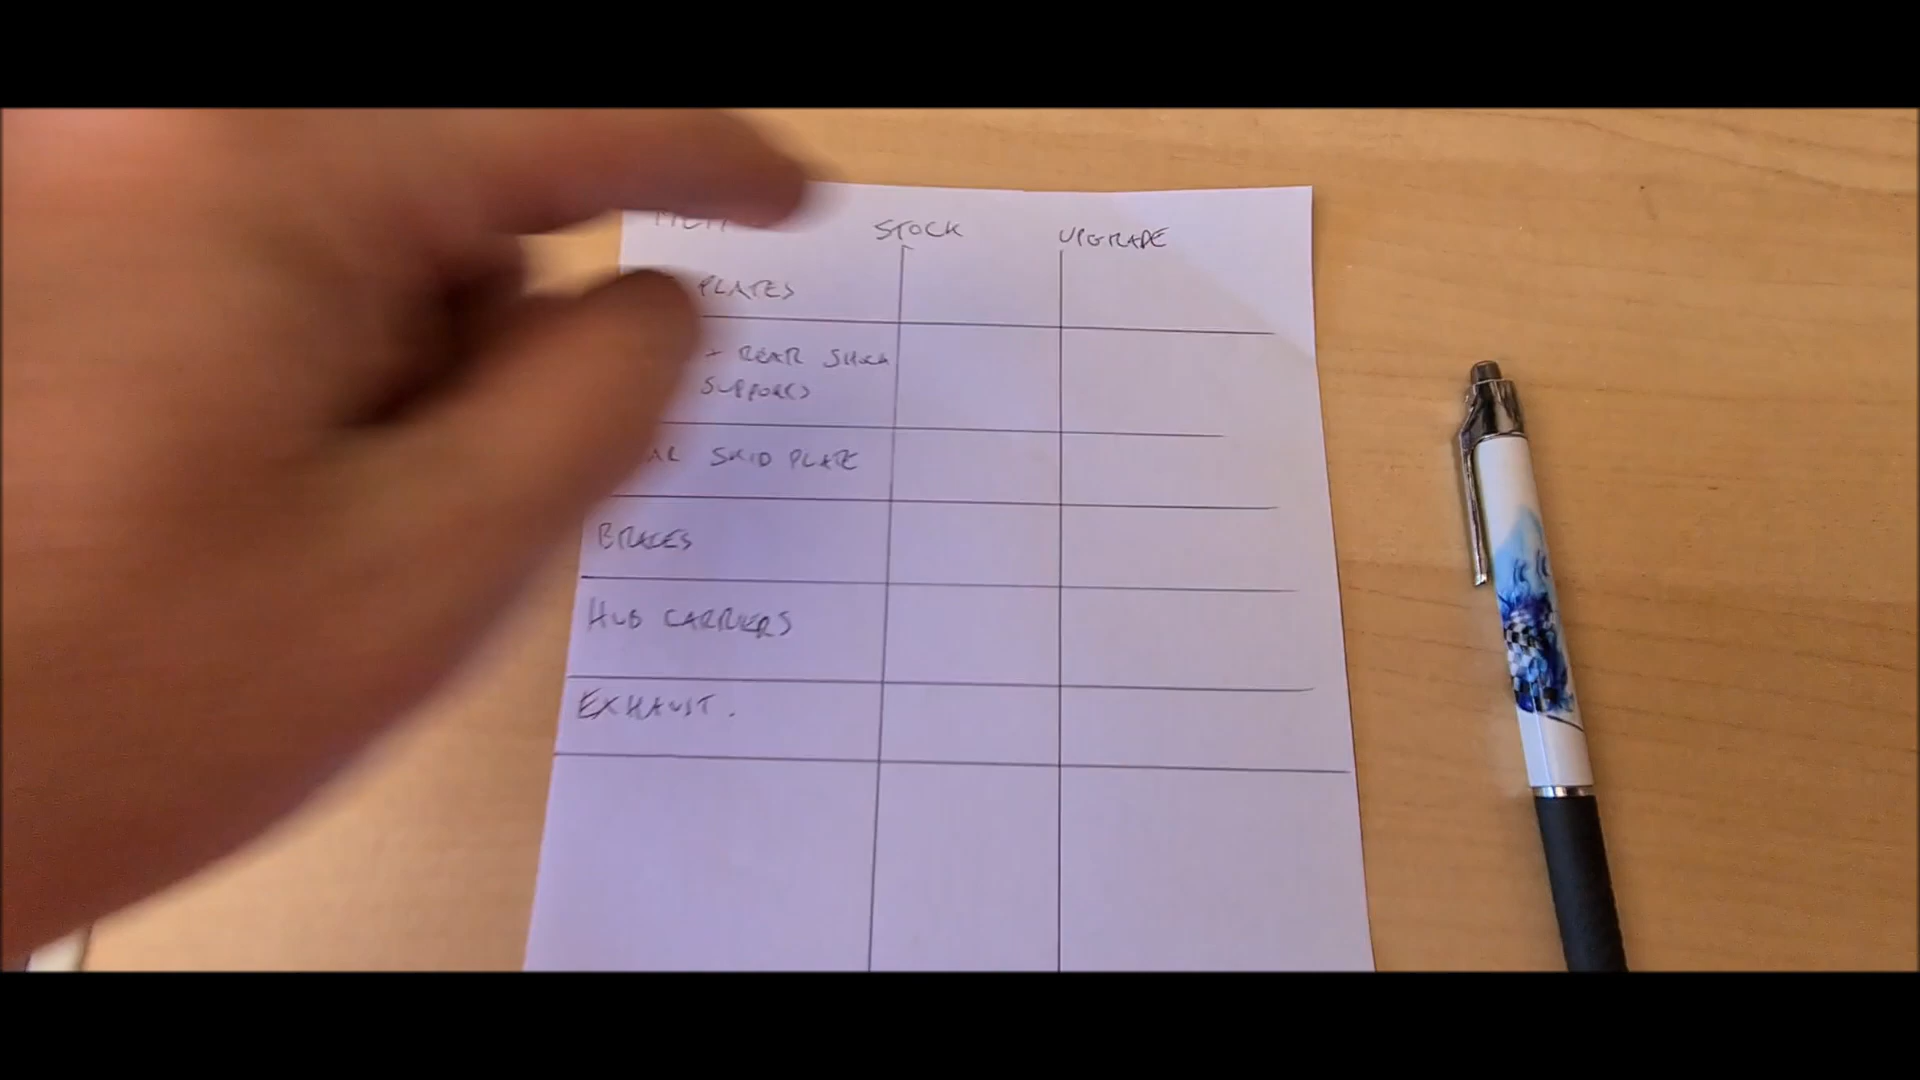 STOCK UPGRADE
PLATES
+ REAR SHOCK
SUPPORTS
SKID PLATE
BRAKES
HUB CARRIERS
EXHAUST.